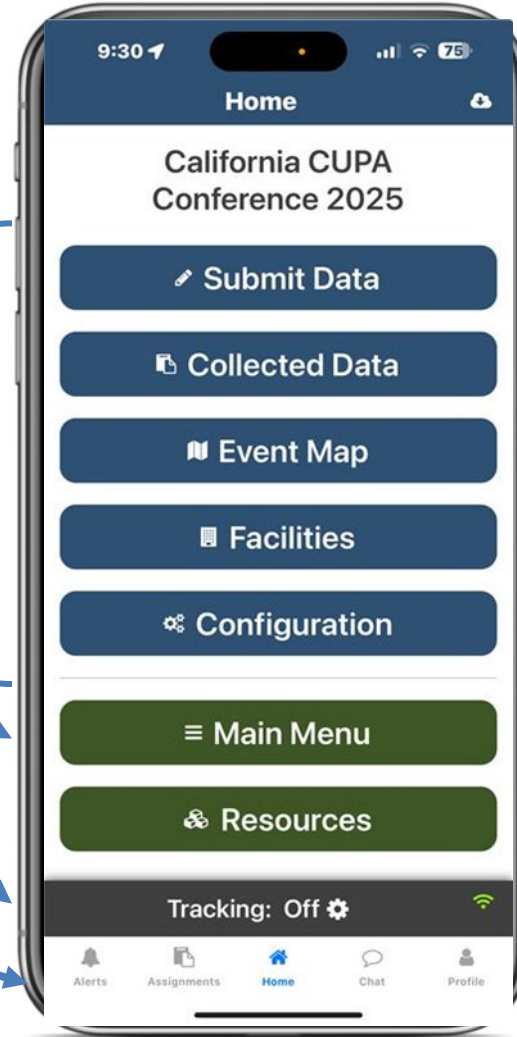 9:30
75
Home
California CUPA
Conference 2025
Submit Data
Collected Data
Event Map
Facilities
Configuration
Main Menu
Resources
Tracking: Off
Alerts Assignments Home Chat Profile